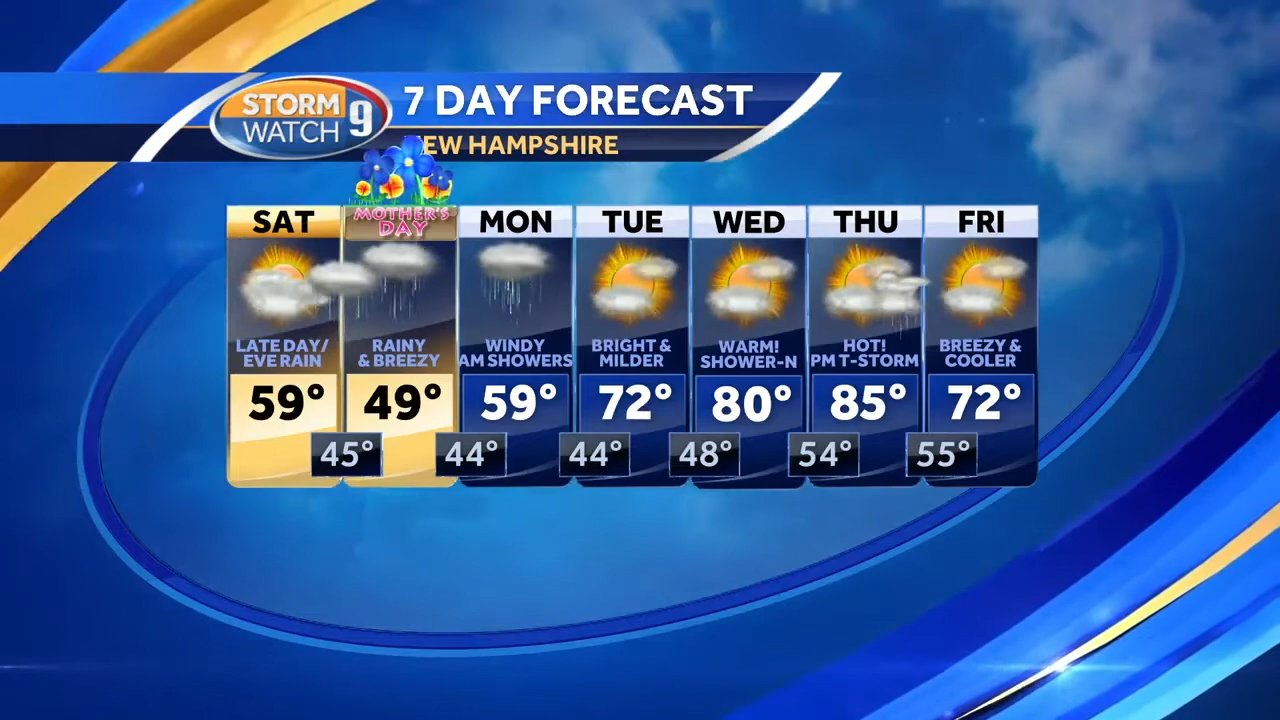 STORM
WATCH 9
7 DAY FORECAST
EW HAMPSHIRE
SAT
MOTHER'S
DAY
MON
TUE
WED
THU
FRI
LATE DAY/
EVE RAIN
RAINY
& BREEZY
WINDY
AM SHOWERS
BRIGHT &
MILDER
WARM!
SHOWER-N
HOT!
PM T-STORM
BREEZY &
COOLER
59°
49°
59°
72°
80°
85°
72°
45°
44°
44°
48°
54°
55°